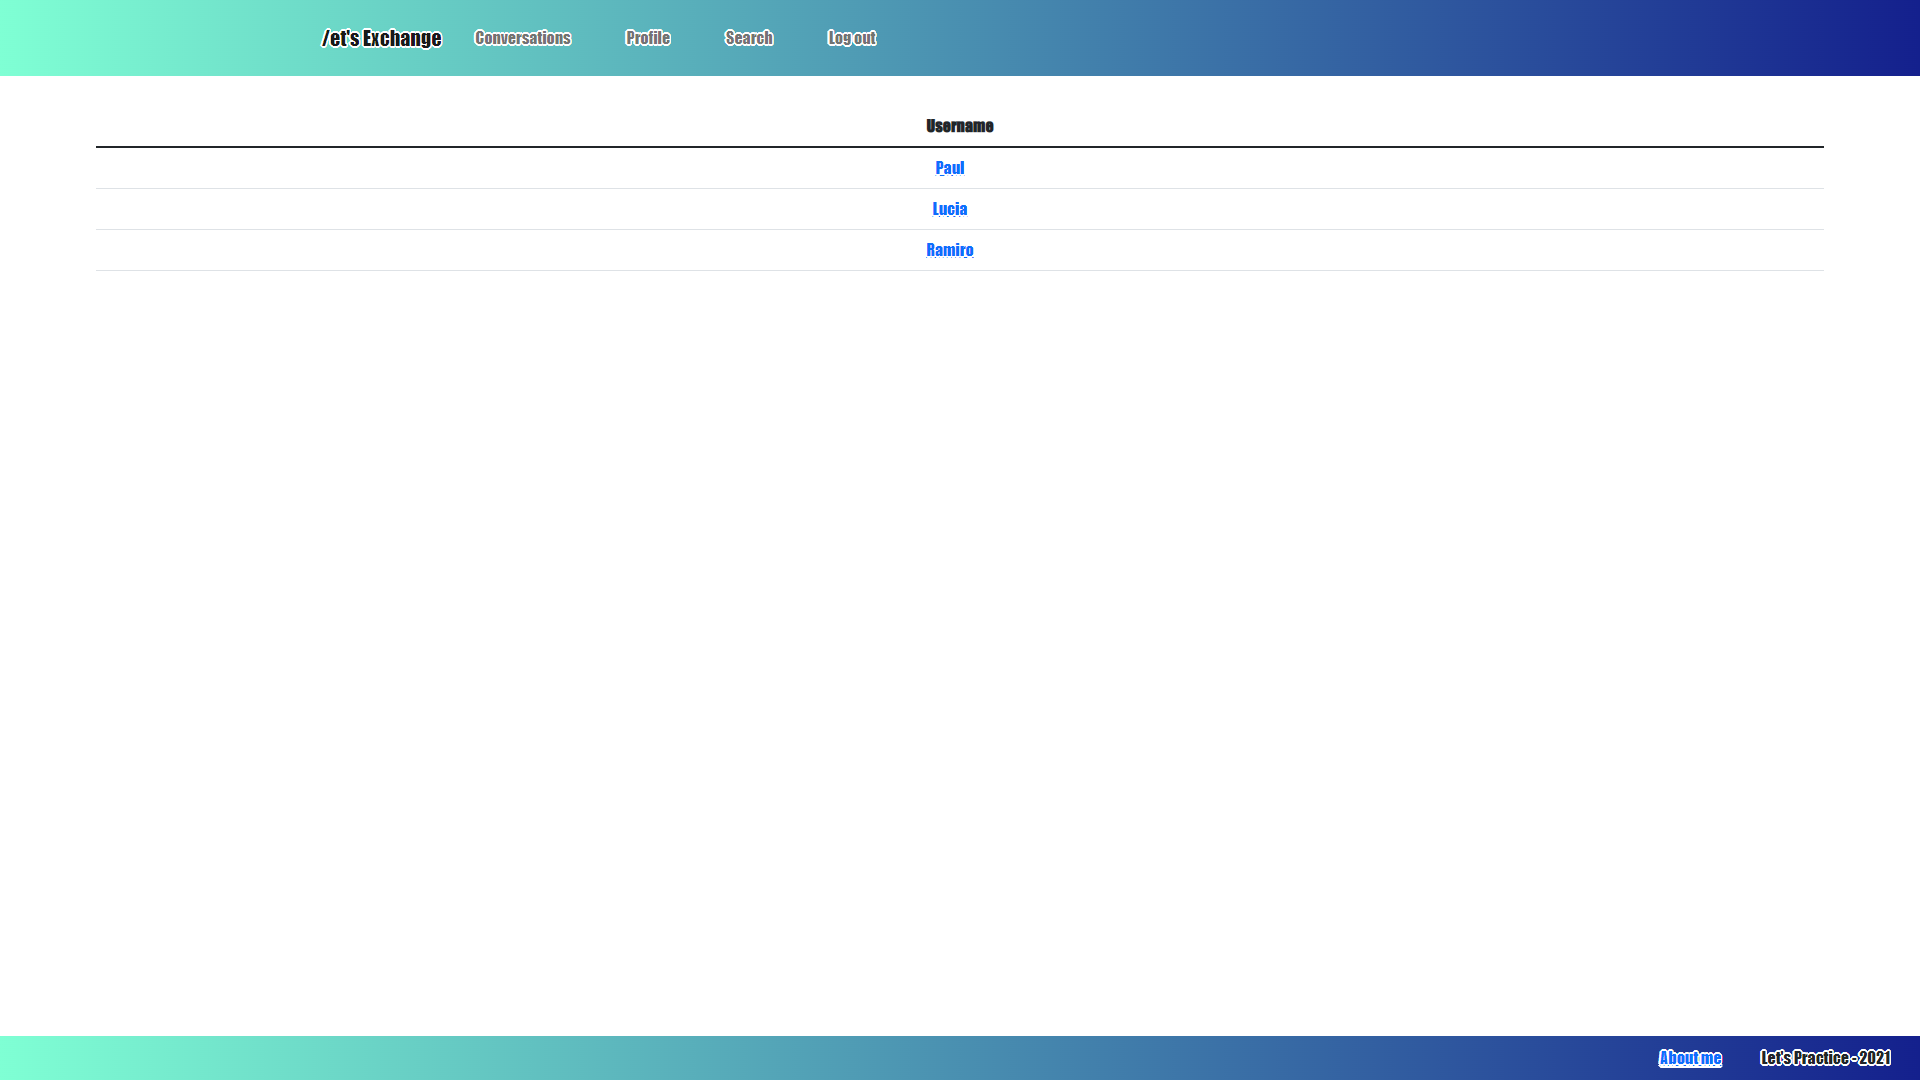 /et's Exchange Conversations Profile Search Log out
Username
Paul
Lucia
Ramiro
About me Let's Practice - 2021